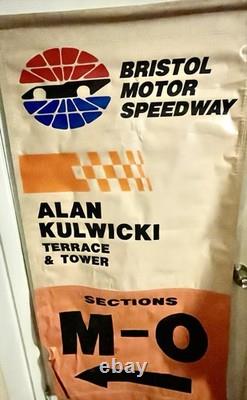 BRISTOL
MOTOR
SPEEDWAY
ALAN
KULWICKI
TERRACE
& TOWER
SECTIONS
M-O
ebay